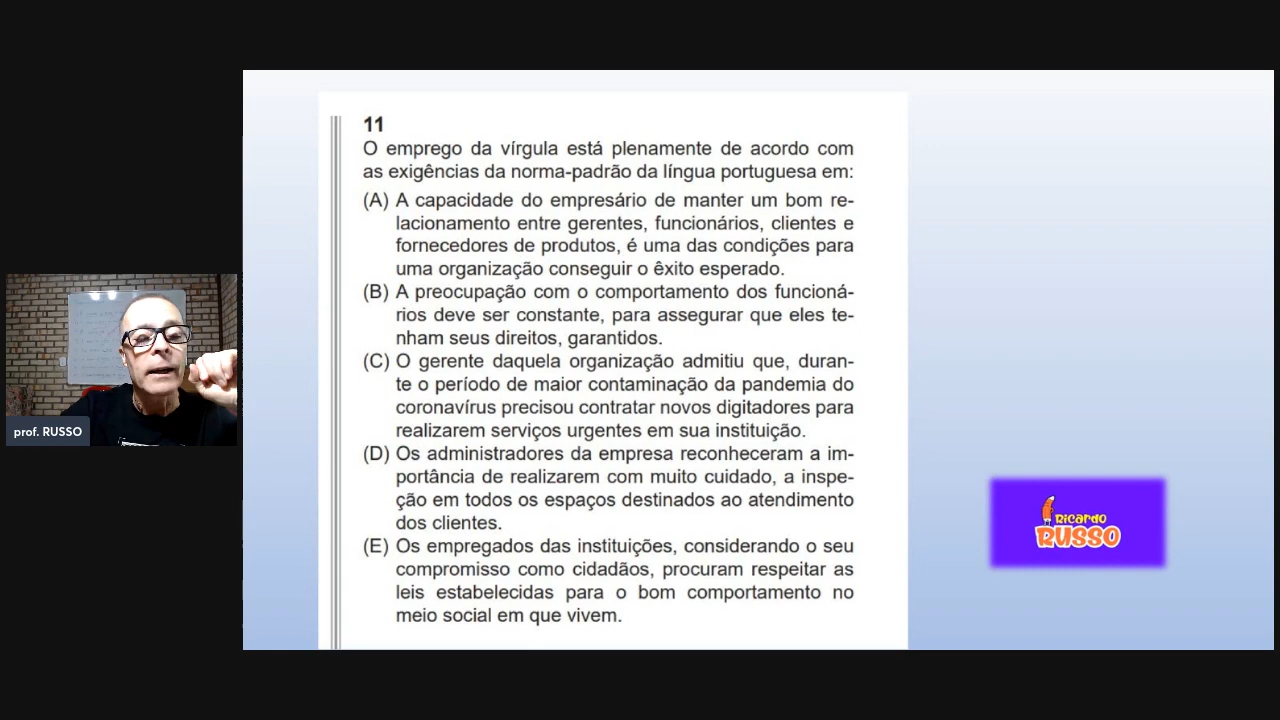 11
O emprego da vírgula está plenamente de acordo com
as exigências da norma-padrão da língua portuguesa em:
(A) A capacidade do empresário de manter um bom re-
lacionamento entre gerentes, funcionários, clientes e
fornecedores de produtos, é uma das condições para
uma organização conseguir o êxito esperado.
(B) A preocupação com o comportamento dos funcioná-
rios deve ser constante, para assegurar que eles te-
nham seus direitos, garantidos.
(C) O gerente daquela organização admitiu que, duran-
te o período de maior contaminação da pandemia do
coronavírus precisou contratar novos digitadores para
realizarem serviços urgentes em sua instituição.
(D) Os administradores da empresa reconheceram a im-
portância de realizarem com muito cuidado, a inspe-
ção em todos os espaços destinados ao atendimento
dos clientes.
(E) Os empregados das instituições, considerando o seu
compromisso como cidadãos, procuram respeitar as
leis estabelecidas para o bom comportamento no
meio social em que vivem.
prof. RUSSO
RICARDO
RUSSO